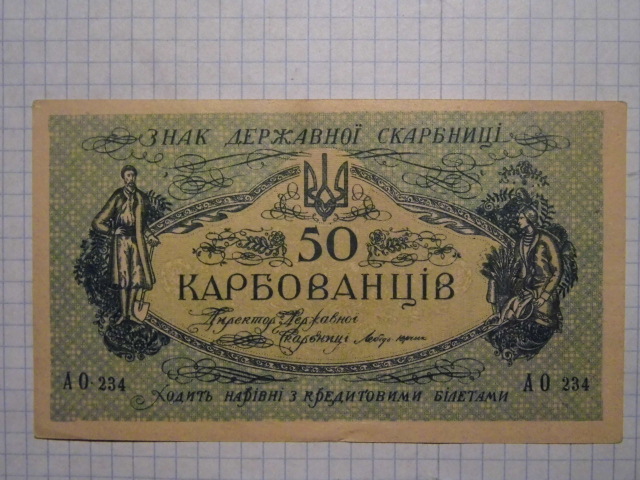 ЗНАК ДЕРЖАВНОЇ СКАРБНИЦІ
50
КАРБОВАНЦІВ
Директор Державної
Скарбниці
АО 234
АО 234
Ходить нарівні з кредитовими білетами